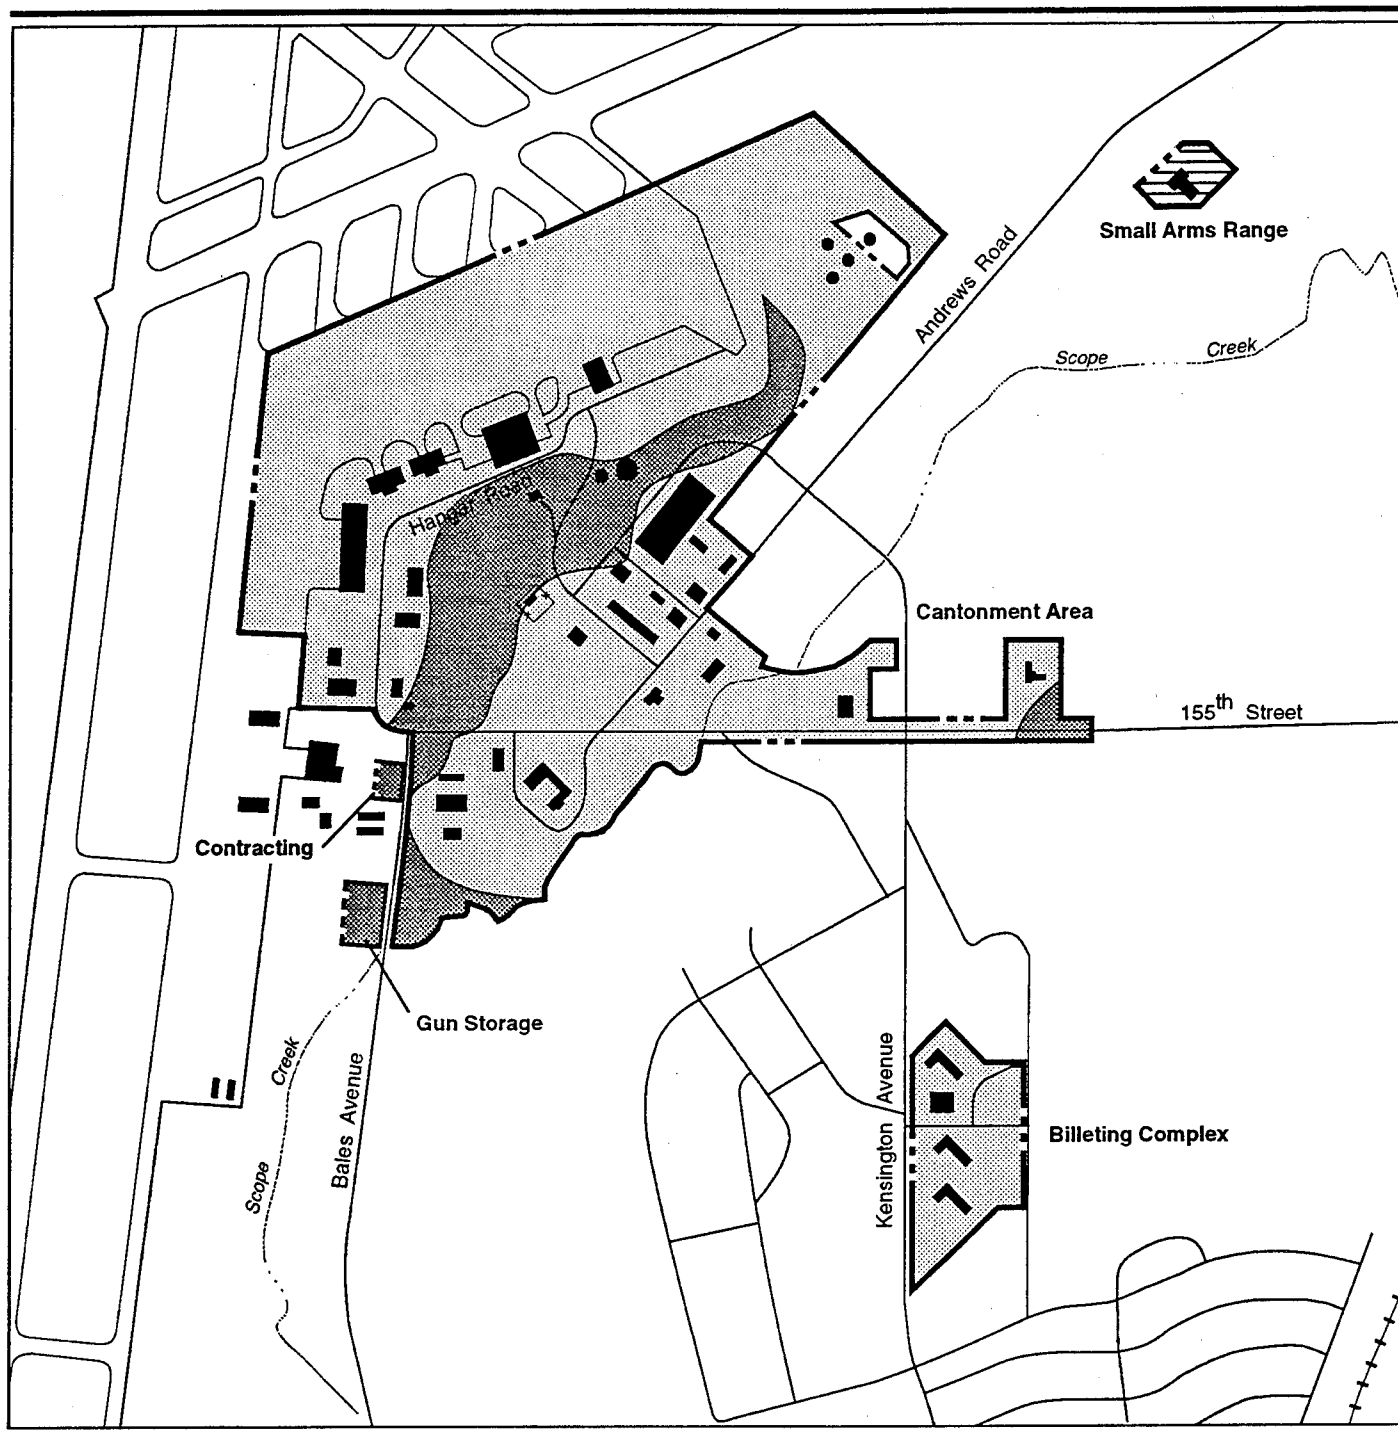 Small Arms Range
Andrews Road
Scope Creek
Hangar Road
Cantonment Area
155th Street
Contracting
Gun Storage
Scope Creek
Bales Avenue
Kensington Avenue
Billeting Complex